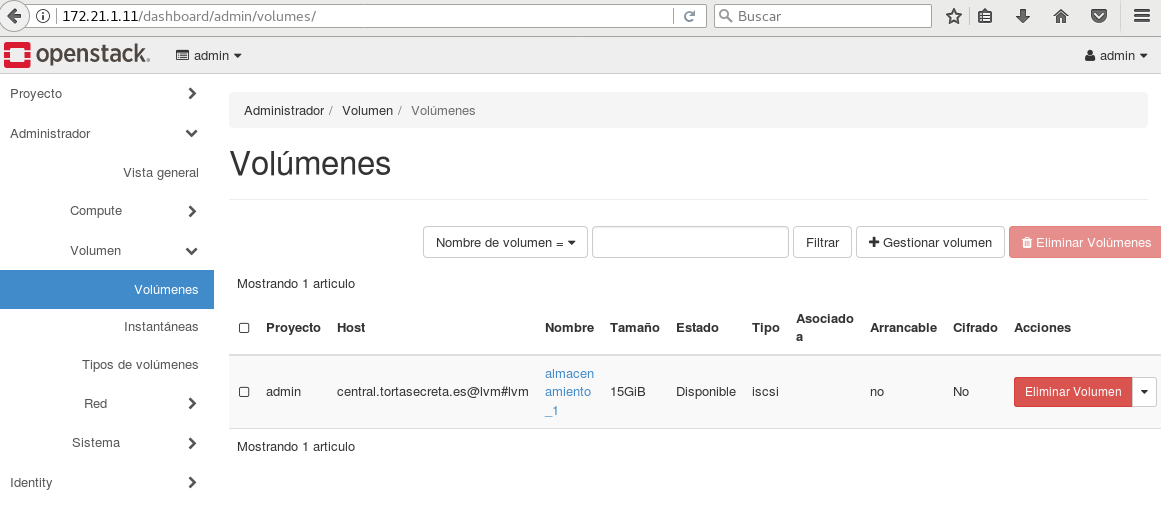 172.21.1.11/dashboard/admin/volumes/
Buscar
openstack.
admin
admin
Proyecto
Administrador
Vista general
Compute
Volumen
Volúmenes
Instantáneas
Tipos de volúmenes
Red
Sistema
Identity
Administrador / Volumen / Volúmenes
Volúmenes
Nombre de volumen =
Filtrar
Gestionar volumen
Eliminar Volúmenes
Mostrando 1 articulo
Proyecto Host Nombre Tamaño Estado Tipo Asociado a Arrancable Cifrado Acciones
admin central.tortasecreta.es@lvm#lvm almacen
amiento
_1 15GiB Disponible iscsi no No Eliminar Volumen
Mostrando 1 articulo